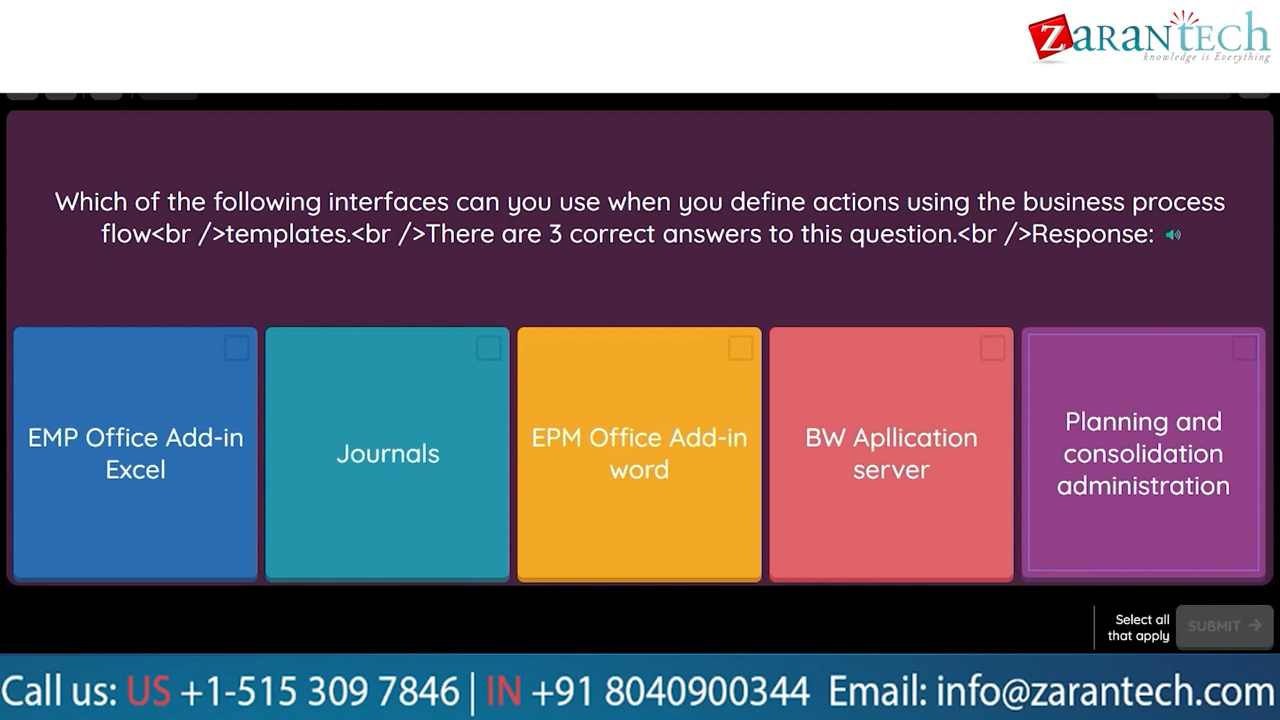 ZARANTECH
knowledge is Everything
Which of the following interfaces can you use when you define actions using the business process
flow<br />templates.<br />There are 3 correct answers to this question.<br />Response:
EMP Office Add-in
Excel
Journals
EPM Office Add-in
word
BW Apllication
server
Planning and
consolidation
administration
Select all
that apply
SUBMIT →
Call us: US +1-515 309 7846 | IN +91 8040900344 Email: info@zarantech.com